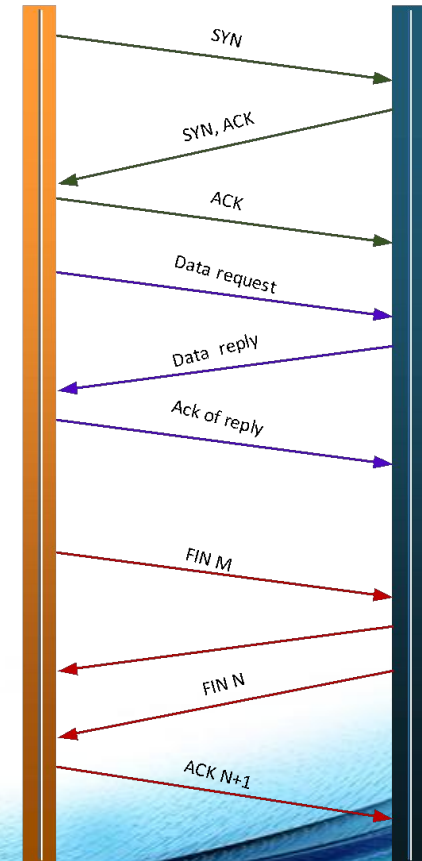 SYN
SYN, ACK
ACK
Data request
Data reply
Ack of reply
FIN M
FIN N
ACK N+1